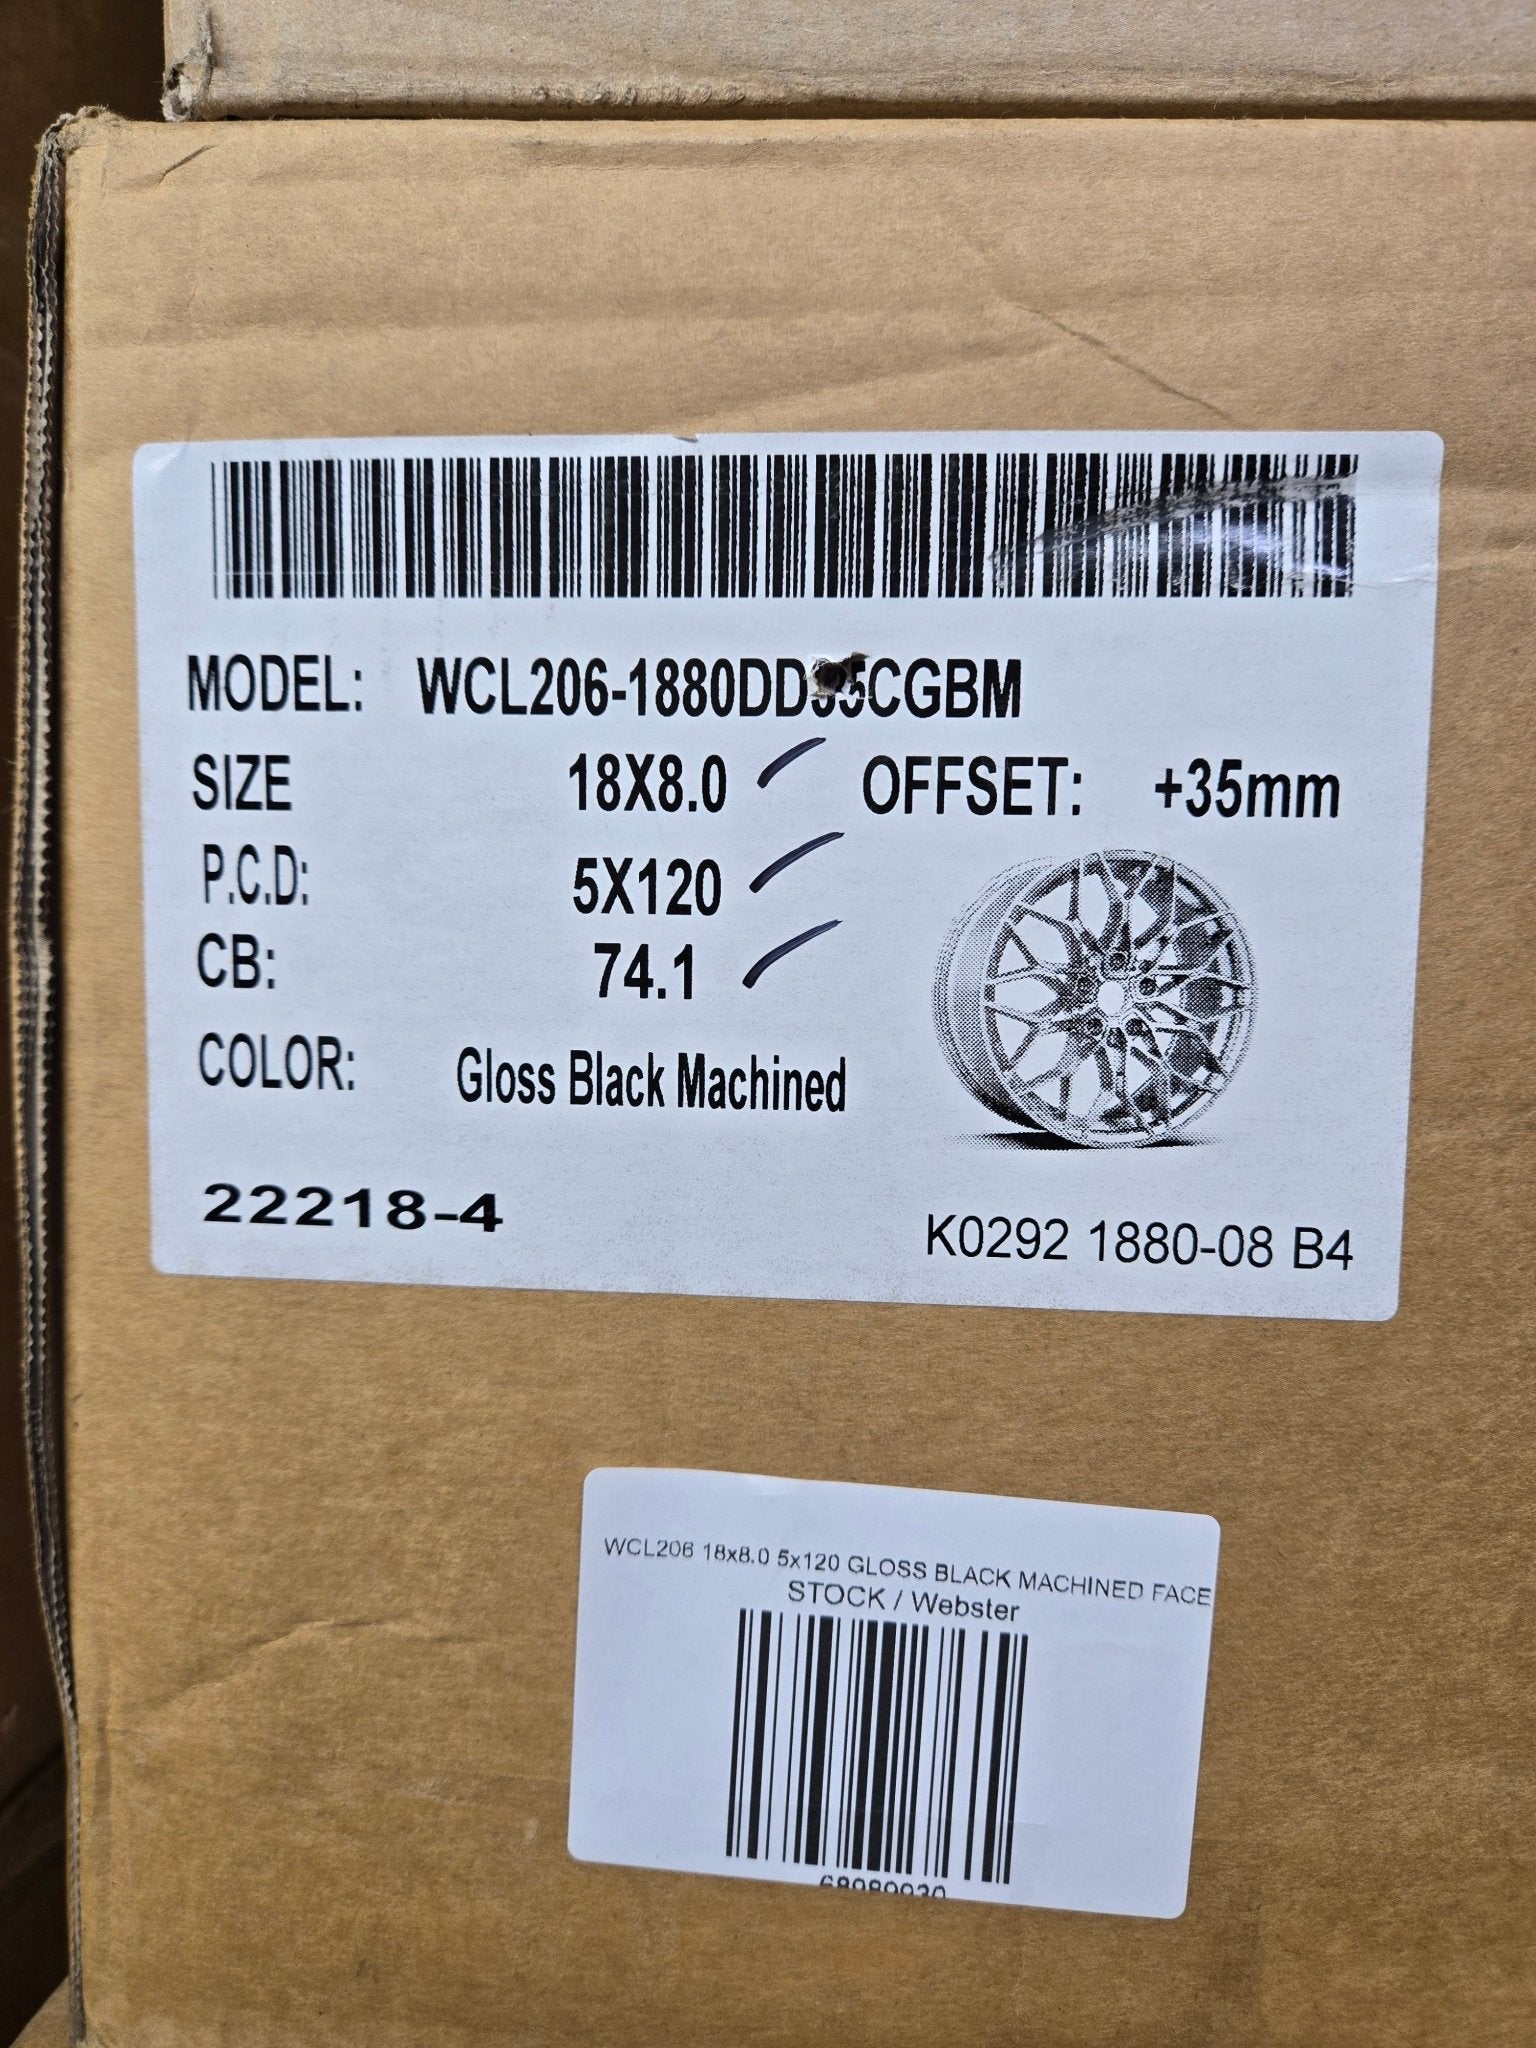 MODEL: WCL206-1880DD35CGBM
SIZE 18X8.0 OFFSET: +35mm
P.C.D: 5X120
CB: 74.1
COLOR: Gloss Black Machined
22218-4
K0292 1880-08 B4
WCL206 18x8.0 5x120 GLOSS BLACK MACHINED FACE
STOCK / Webster